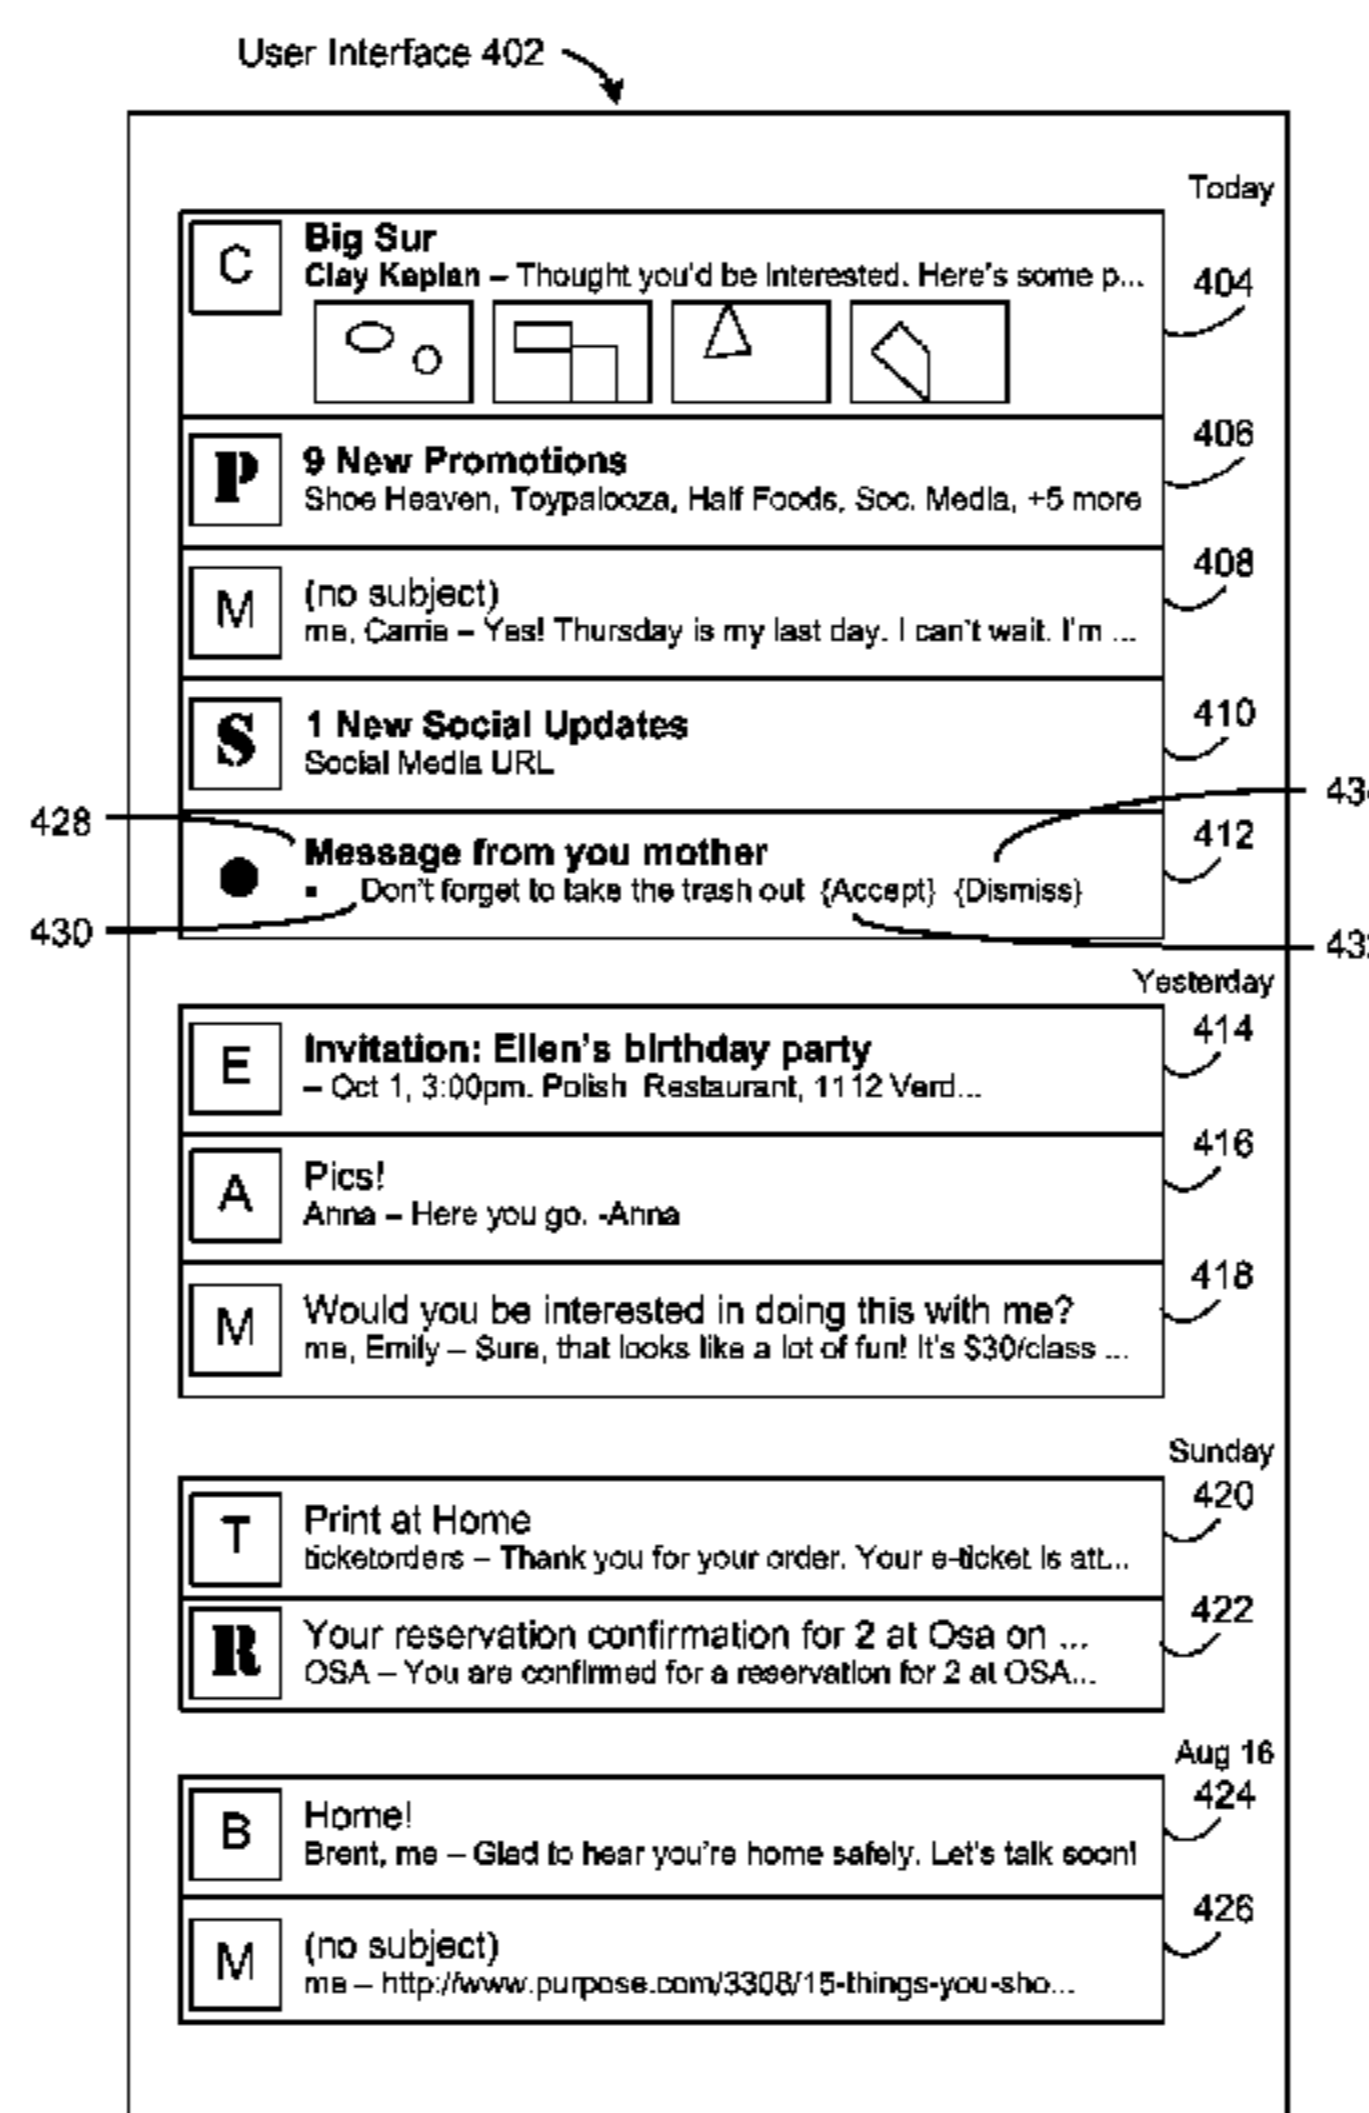 User Interface 402
Today
C
Big Sur
Clay Kaplan – Thought you'd be Interested. Here's some p...
404
P
9 New Promotions
Shoe Heaven, Toypalooza, Half Foods, Soc. Media, +5 more
406
M
(no subject)
me, Carrie – Yes! Thursday is my last day. I can't wait. I'm ...
408
S
1 New Social Updates
Social Media URL
410
428
434
412
Message from you mother
▪ Don't forget to take the trash out {Accept} {Dismiss}
430
Yesterday
E
Invitation: Ellen's birthday party
– Oct 1, 3:00pm. Polish Restaurant, 1112 Verd...
414
A
Pics!
Anna – Here you go. -Anna
416
M
Would you be interested in doing this with me?
me, Emily – Sure, that looks like a lot of fun! It's $30/class ...
418
Sunday
T
Print at Home
ticketorders – Thank you for your order. Your e-ticket is att...
420
R
Your reservation confirmation for 2 at Osa on ...
OSA – You are confirmed for a reservation for 2 at OSA...
422
Aug 16
B
Home!
Brent, me – Glad to hear you're home safely. Let's talk soon!
424
M
(no subject)
me – http://www.purpose.com/3308/15-things-you-sho...
426